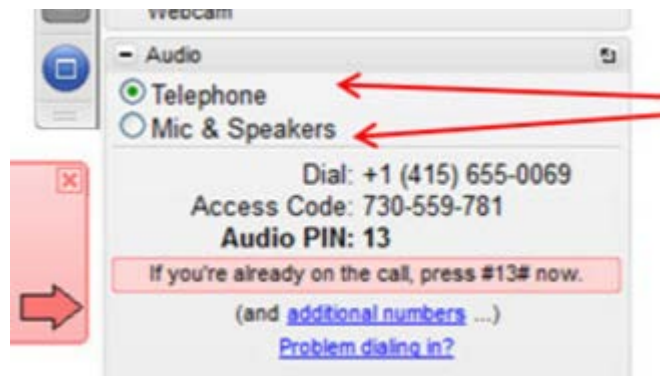 Webcam
Audio
Telephone
Mic & Speakers
Dial: +1 (415) 655-0069
Access Code: 730-559-781
Audio PIN: 13
If you're already on the call, press #13# now.
(and additional numbers ...)
Problem dialing in?